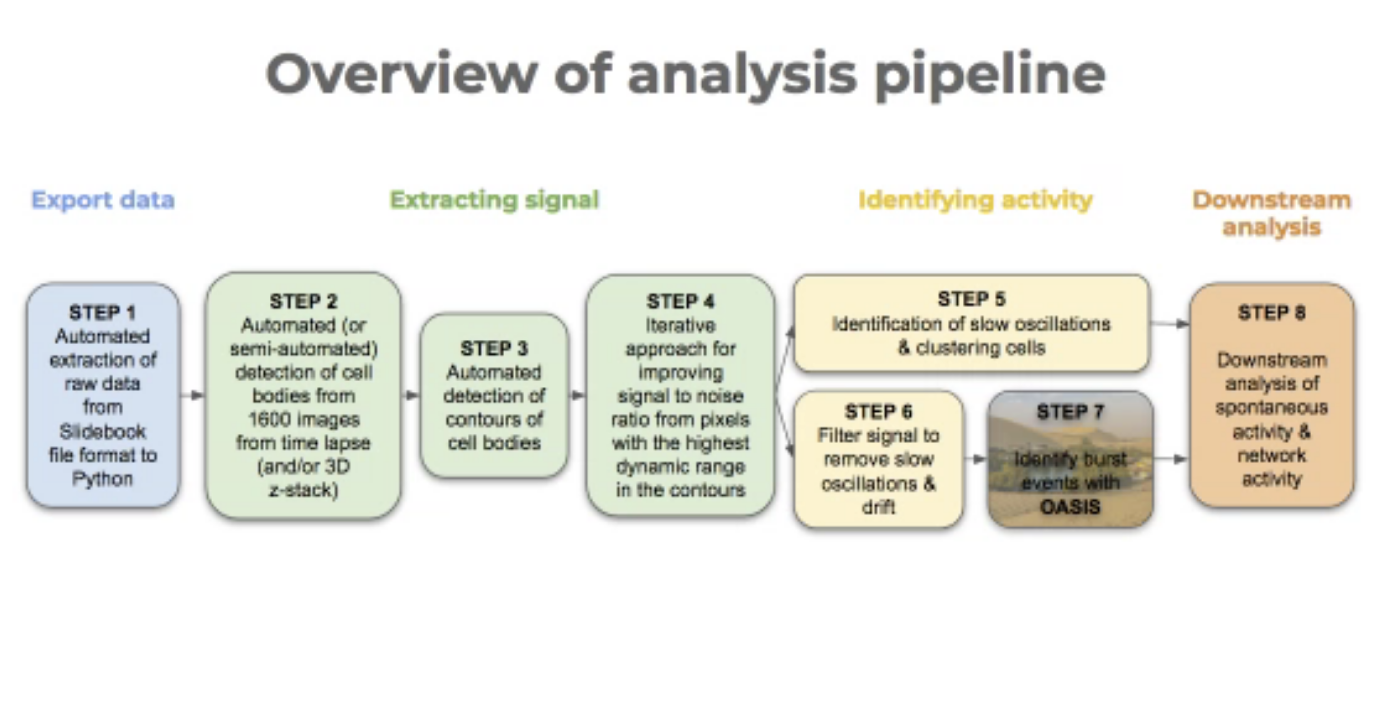 Overview of analysis pipeline
Export data
Extracting signal
Identifying activity
Downstream
analysis
STEP 1
Automated
extraction of
raw data
from
Slidebook
file format to
Python
STEP 2
Automated (or
semi-automated)
detection of cell
bodies from
1600 images
from time lapse
(and/or 3D
z-stack)
STEP 3
Automated
detection of
contours of
cell bodies
STEP 4
Iterative
approach for
improving
signal to noise
ratio from pixels
with the highest
dynamic range
in the contours
STEP 5
Identification of slow oscillations
& clustering cells
STEP 6
Filter signal to
remove slow
oscillations &
drift
STEP 7
Identify burst
events with
OASIS
STEP 8
Downstream
analysis of
spontaneous
activity &
network
activity